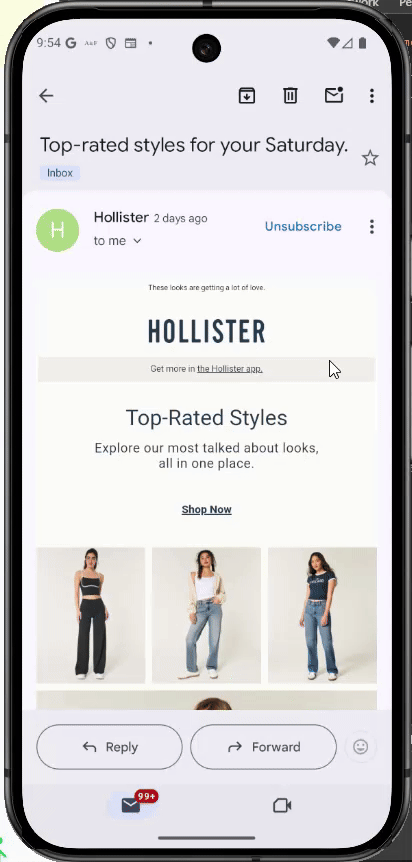 9:54
Top-rated styles for your Saturday.
Inbox
H
Hollister 2 days ago
Unsubscribe
to me
These looks are getting a lot of love.
HOLLISTER
Get more in the Hollister app.
Top-Rated Styles
Explore our most talked about looks,
all in one place.
Shop Now
Reply
Forward
99+